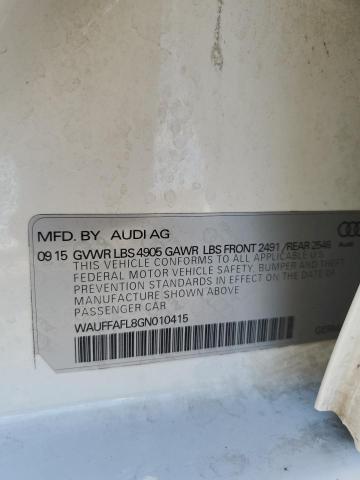 MFD. BY AUDI AG
09 15 GVWR LBS 4905 GAWR LBS FRONT 2491 / REAR 2546
THIS VEHICLE CONFORMS TO ALL APPLICABLE U.S.
FEDERAL MOTOR VEHICLE SAFETY, BUMPER AND THEFT
PREVENTION STANDARDS IN EFFECT ON THE DATE OF
MANUFACTURE SHOWN ABOVE
PASSENGER CAR
WAUFFAFL8GN010415
Audi